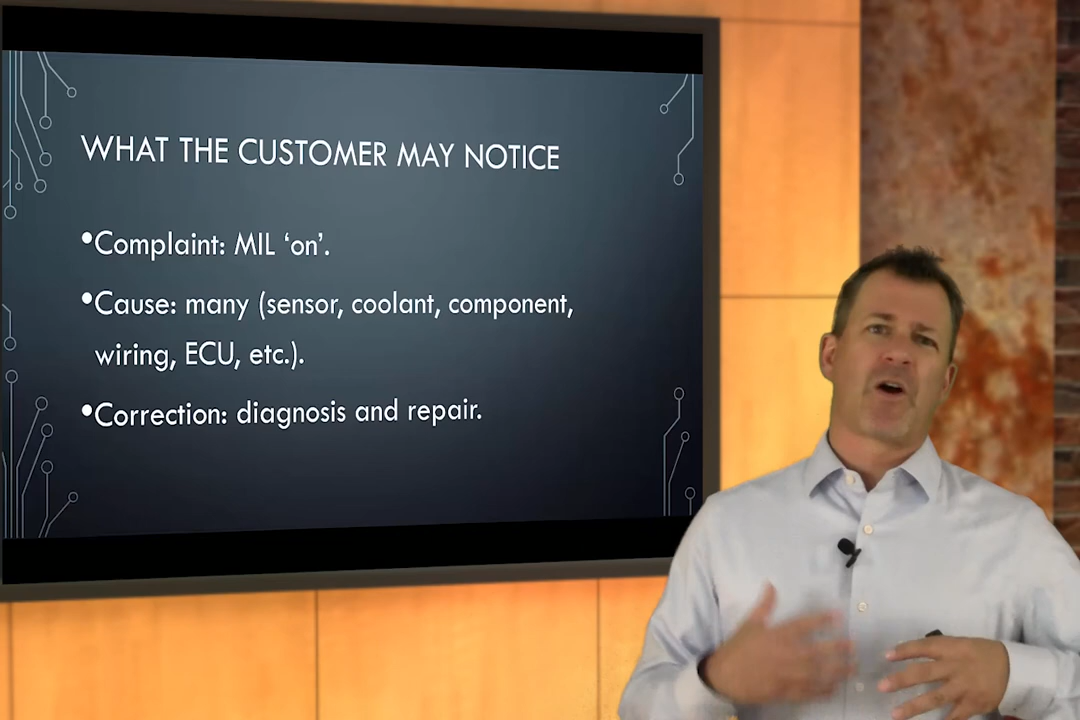 WHAT THE CUSTOMER MAY NOTICE
•Complaint: MIL ‘on’.
•Cause: many (sensor, coolant, component,
wiring, ECU, etc.).
•Correction: diagnosis and repair.